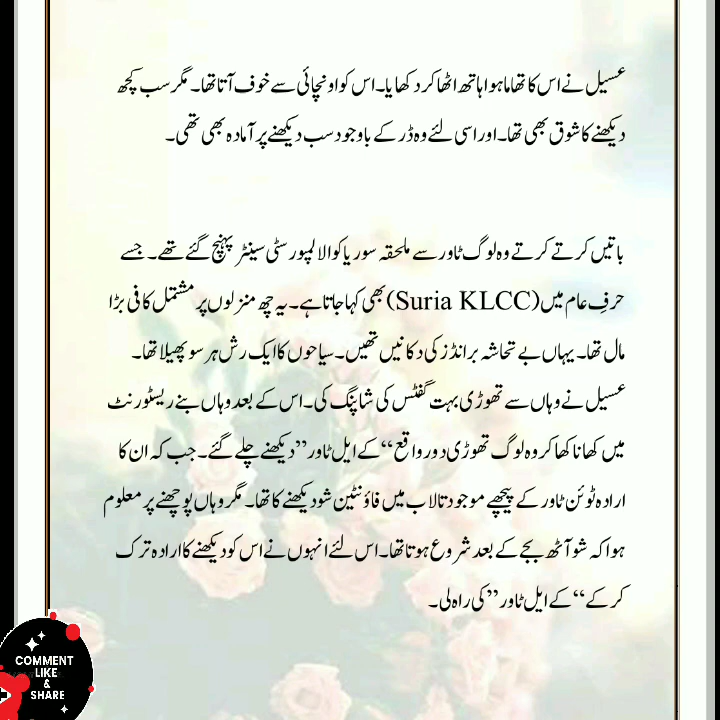 عسیل نے اس کا تھاما ہوا ہاتھ اٹھا کر دکھایا۔ اس کو اونچائی سے خوف آتا تھا۔ مگر سب کچھ
دیکھنے کا شوق بھی تھا۔ اور اسی لئے وہ ڈر کے باوجود سب دیکھنے پر آمادہ بھی تھی۔
باتیں کرتے کرتے وہ لوگ ٹاور سے ملحقہ سوریا کوالالمپور سٹی سینٹر پہنچ گئے تھے۔ جسے
حرفِ عام میں (Suria KLCC) بھی کہا جاتا ہے۔ یہ چھ منزلوں پر مشتمل کافی بڑا
مال تھا۔ یہاں بے تحاشہ برانڈز کی دکانیں تھیں۔ سیاحوں کا ایک رش ہر سو پھیلا تھا۔
عسیل نے وہاں سے تھوڑی بہت گفٹس کی شاپنگ کی۔ اس کے بعد وہاں بنے ریسٹورنٹ
میں کھانا کھا کر وہ لوگ تھوڑی دور واقع “کے ایل ٹاور” دیکھنے چلے گئے۔ جب کہ ان کا
ارادہ ٹوئن ٹاور کے پیچھے موجود تالاب میں فاؤنٹین شو دیکھنے کا تھا۔ مگر وہاں پوچھنے پر معلوم
ہوا کہ شو آٹھ بجے کے بعد شروع ہوتا تھا۔ اس لئے انہوں نے اس کو دیکھنے کا ارادہ ترک
کر کے “کے ایل ٹاور” کی راہ لی۔
COMMENT
LIKE
&
SHARE